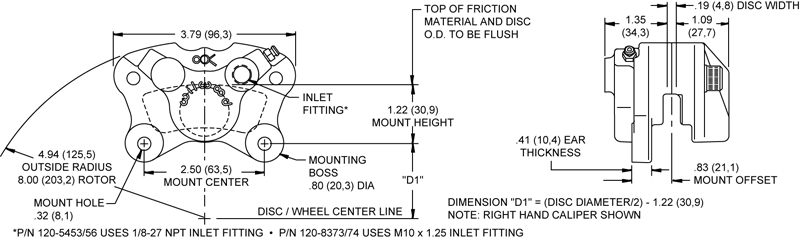 3.79 (96,3)
TOP OF FRICTION
MATERIAL AND DISC
O.D. TO BE FLUSH
INLET
FITTING*
1.22 (30,9)
MOUNT HEIGHT
4.94 (125,5)
OUTSIDE RADIUS
8.00 (203,2) ROTOR
2.50 (63,5)
MOUNT CENTER
MOUNTING
BOSS
.80 (20,3) DIA
"D1"
MOUNT HOLE
.32 (8,1)
DISC / WHEEL CENTER LINE
*P/N 120-5453/56 USES 1/8-27 NPT INLET FITTING • P/N 120-8373/74 USES M10 x 1.25 INLET FITTING
.19 (4,8) DISC WIDTH
1.35
(34,3)
1.09
(27,7)
.41 (10,4) EAR
THICKNESS
.83 (21,1)
MOUNT OFFSET
DIMENSION "D1" = (DISC DIAMETER/2) - 1.22 (30,9)
NOTE: RIGHT HAND CALIPER SHOWN